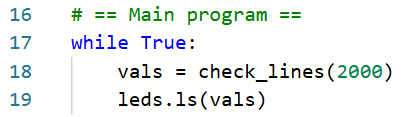 16 # == Main program ==
17 while True:
18     vals = check_lines(2000)
19     leds.ls(vals)